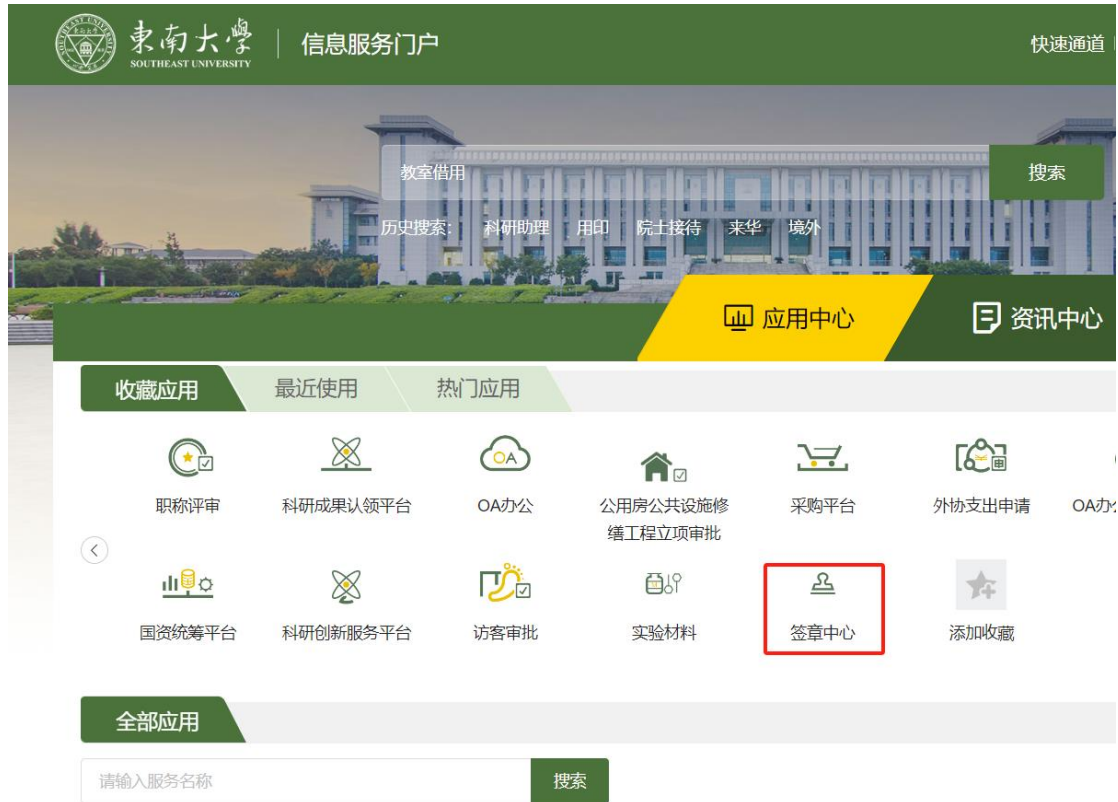 東南大學 信息服务门户 快速通道
SOUTHEAST UNIVERSITY
教室借用 搜索
历史搜索: 科研助理 用印 院士接待 来华 境外
应用中心 资讯中心
收藏应用 最近使用 热门应用
OA
职称评审 科研成果认领平台 OA办公 公用房公共设施修 采购平台 外协支出申请 OA办公
缮工程立项审批
申
国资统筹平台 科研创新服务平台 访客审批 实验材料 签章中心 添加收藏
全部应用
请输入服务名称 搜索